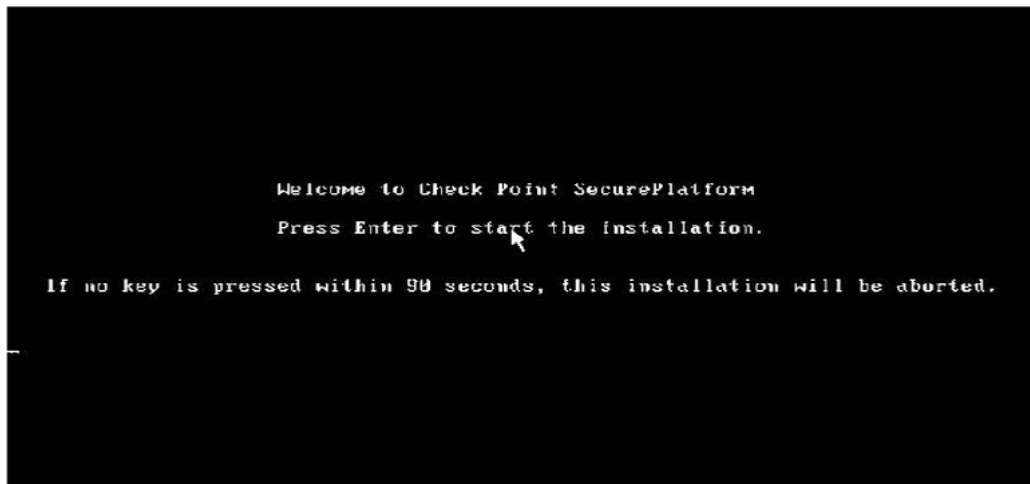 Welcome to Check Point SecurePlatform
Press Enter to start the installation.
If no key is pressed within 90 seconds, this installation will be aborted.